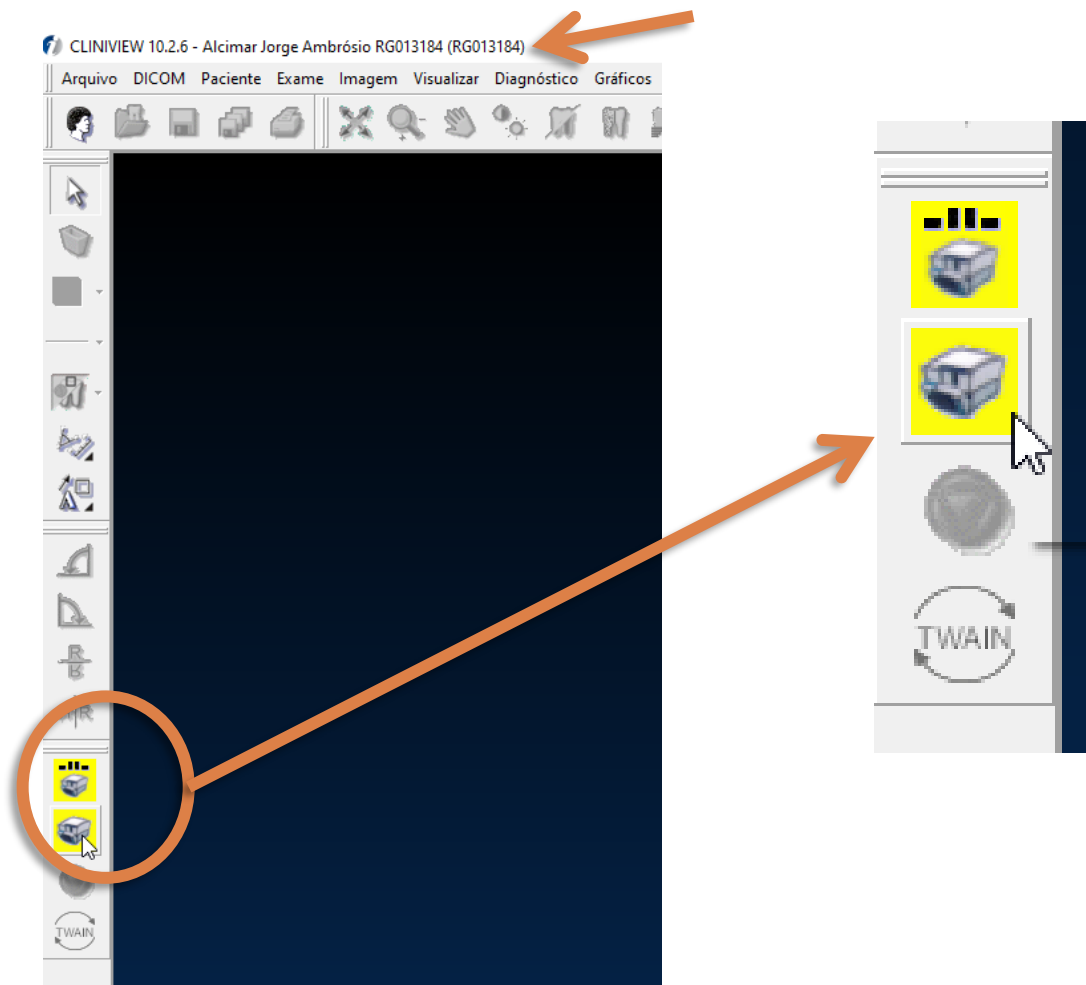 CLINIVIEW 10.2.6 - Alcimar Jorge Ambrósio RG013184 (RG013184)
Arquivo DICOM Paciente Exame Imagem Visualizar Diagnóstico Gráficos
R
R
R
TWAIN
TWAIN